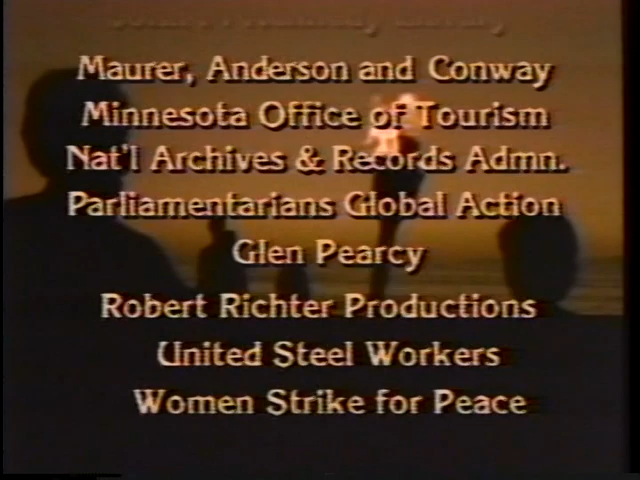 Maurer, Anderson and Conway
Minnesota Office of Tourism
Nat'l Archives & Records Admn.
Parliamentarians Global Action
Glen Pearcy
Robert Richter Productions
United Steel Workers
Women Strike for Peace